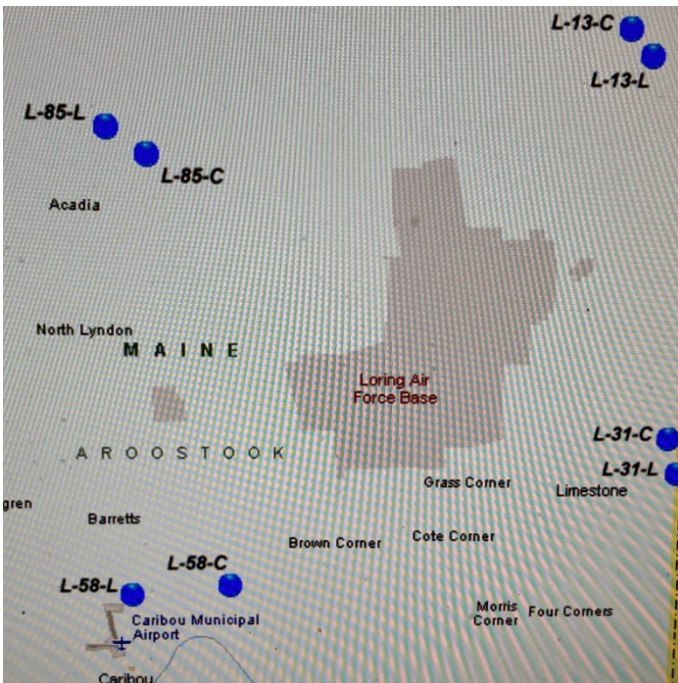 L-13-C
L-13-L
L-85-L
L-85-C
Acadia
North Lyndon
MAINE
Loring Air
Force Base
L-31-C
AROOSTOOK
L-31-L
Grass Corner
Limestone
gren
Barretts
Cote Corner
Brown Corner
L-58-C
L-58-L
Morris
Corner
Four Corners
Caribou Municipal
Airport
Caribou